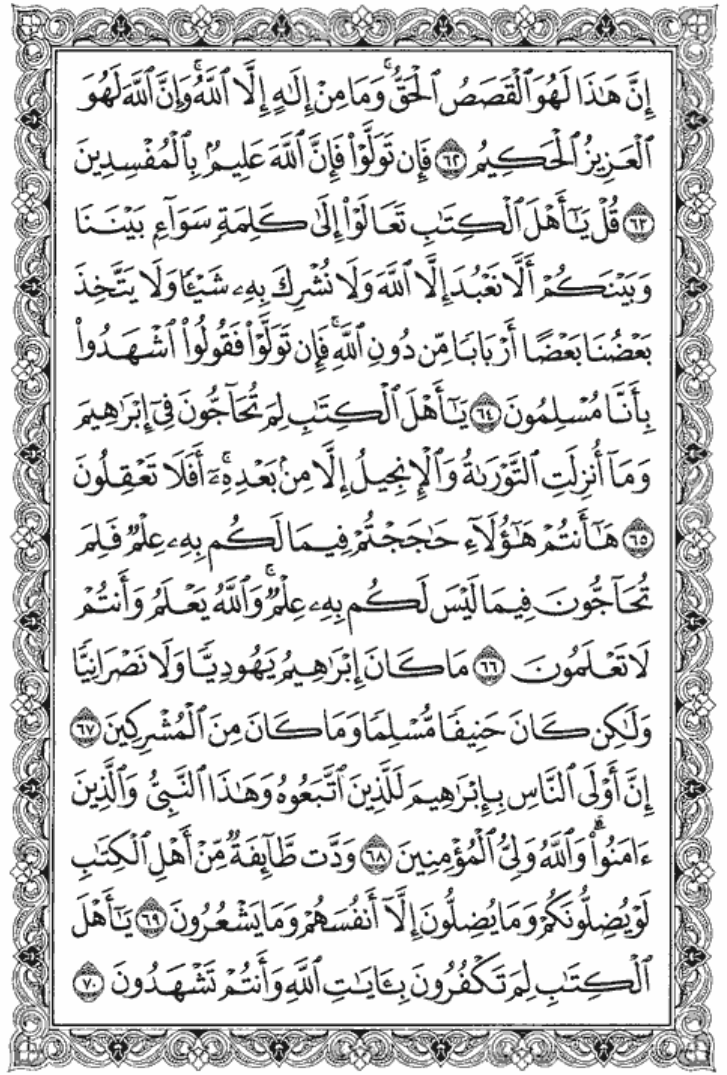 إِنَّ هَٰذَا لَهُوَ ٱلْقَصَصُ ٱلْحَقُّ ۚ وَمَا مِنْ إِلَٰهٍ إِلَّا ٱللَّهُ ۚ وَإِنَّ ٱللَّهَ لَهُوَ
ٱلْعَزِيزُ ٱلْحَكِيمُ ٦٢ فَإِن تَوَلَّوْا۟ فَإِنَّ ٱللَّهَ عَلِيمٌۢ بِٱلْمُفْسِدِينَ
٦٣ قُلْ يَٰٓأَهْلَ ٱلْكِتَٰبِ تَعَالَوْا۟ إِلَىٰ كَلِمَةٍ سَوَآءٍۭ بَيْنَنَا
وَبَيْنَكُمْ أَلَّا نَعْبُدَ إِلَّا ٱللَّهَ وَلَا نُشْرِكَ بِهِۦ شَيْـًٔا وَلَا يَتَّخِذَ
بَعْضُنَا بَعْضًا أَرْبَابًا مِّن دُونِ ٱللَّهِ ۚ فَإِن تَوَلَّوْا۟ فَقُولُوا۟ ٱشْهَدُوا۟
بِأَنَّا مُسْلِمُونَ ٦٤ يَٰٓأَهْلَ ٱلْكِتَٰبِ لِمَ تُحَآجُّونَ فِىٓ إِبْرَٰهِيمَ
وَمَآ أُنزِلَتِ ٱلتَّوْرَىٰةُ وَٱلْإِنجِيلُ إِلَّا مِنۢ بَعْدِهِۦٓ ۚ أَفَلَا تَعْقِلُونَ
٦٥ هَٰٓأَنتُمْ هَٰٓؤُلَآءِ حَٰجَجْتُمْ فِيمَا لَكُم بِهِۦ عِلْمٌ فَلِمَ
تُحَآجُّونَ فِيمَا لَيْسَ لَكُم بِهِۦ عِلْمٌ ۚ وَٱللَّهُ يَعْلَمُ وَأَنتُمْ
لَا تَعْلَمُونَ ٦٦ مَا كَانَ إِبْرَٰهِيمُ يَهُودِيًّا وَلَا نَصْرَانِيًّا
وَلَٰكِن كَانَ حَنِيفًا مُّسْلِمًا وَمَا كَانَ مِنَ ٱلْمُشْرِكِينَ ٦٧
إِنَّ أَوْلَى ٱلنَّاسِ بِإِبْرَٰهِيمَ لَلَّذِينَ ٱتَّبَعُوهُ وَهَٰذَا ٱلنَّبِىُّ وَٱلَّذِينَ
ءَامَنُوا۟ ۗ وَٱللَّهُ وَلِىُّ ٱلْمُؤْمِنِينَ ٦٨ وَدَّت طَّآئِفَةٌ مِّنْ أَهْلِ ٱلْكِتَٰبِ
لَوْ يُضِلُّونَكُمْ وَمَا يُضِلُّونَ إِلَّآ أَنفُسَهُمْ وَمَا يَشْعُرُونَ ٦٩ يَٰٓأَهْلَ
ٱلْكِتَٰبِ لِمَ تَكْفُرُونَ بِـَٔايَٰتِ ٱللَّهِ وَأَنتُمْ تَشْهَدُونَ ٧٠